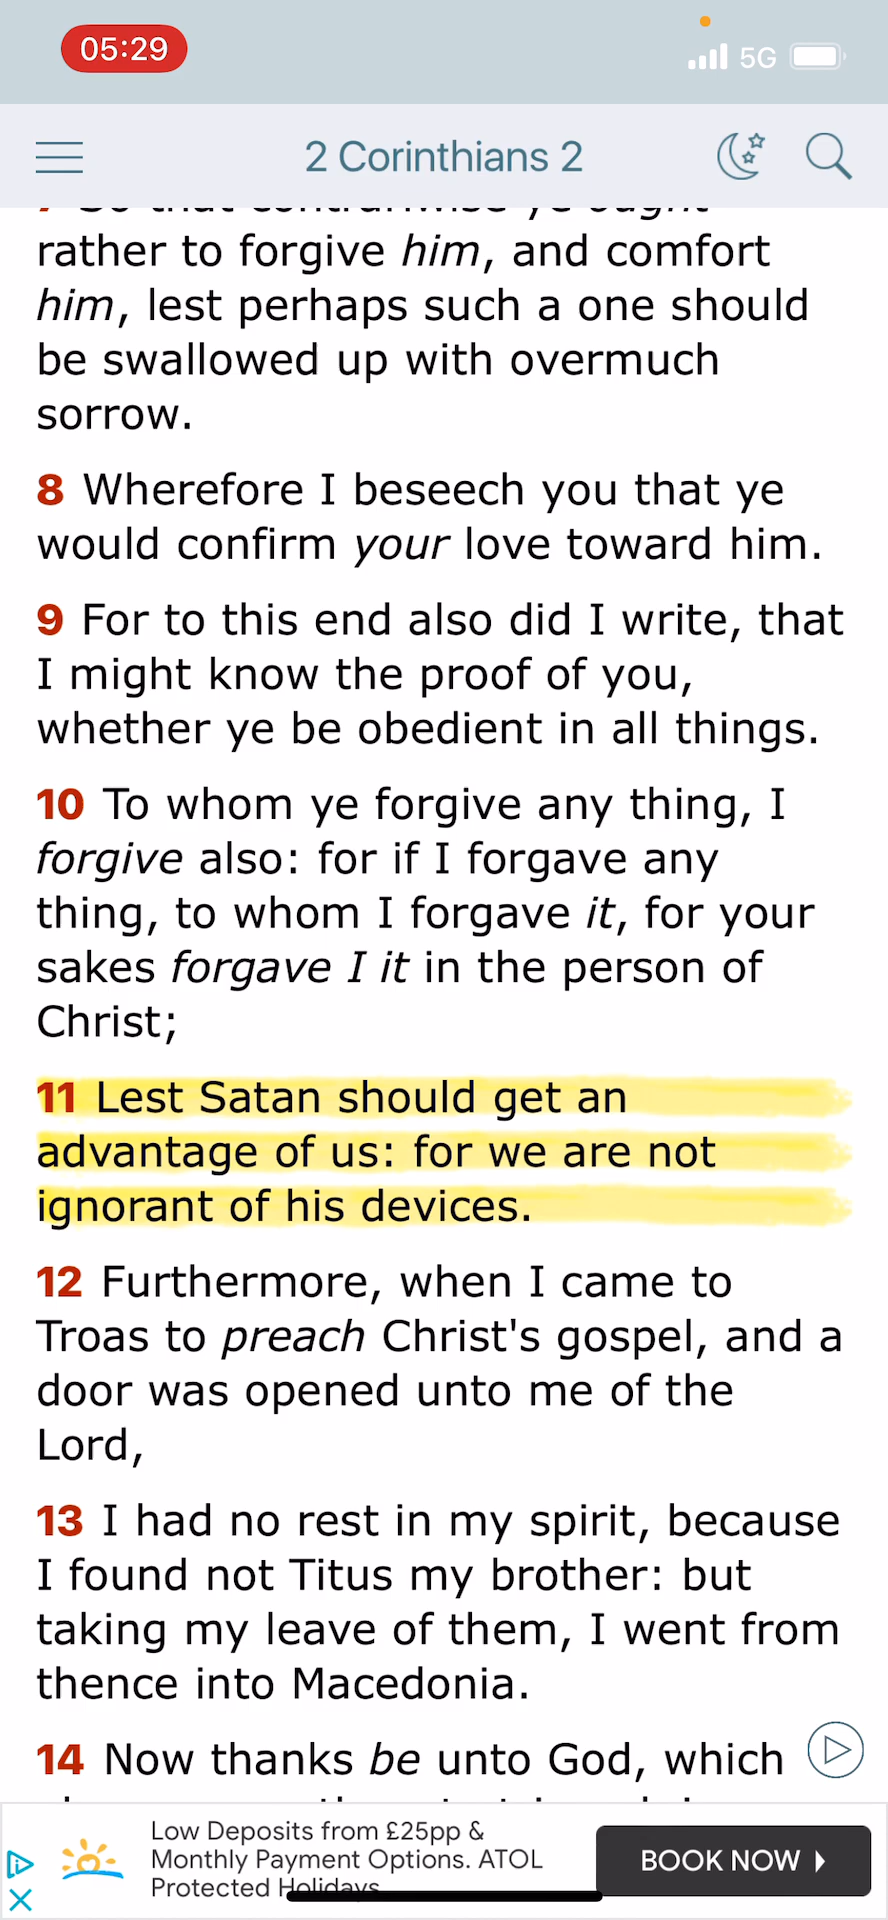 05:29
5G
2 Corinthians 2
7 So that contrariwise ye ought
rather to forgive him, and comfort
him, lest perhaps such a one should
be swallowed up with overmuch
sorrow.
8 Wherefore I beseech you that ye
would confirm your love toward him.
9 For to this end also did I write, that
I might know the proof of you,
whether ye be obedient in all things.
10 To whom ye forgive any thing, I
forgive also: for if I forgave any
thing, to whom I forgave it, for your
sakes forgave I it in the person of
Christ;
11 Lest Satan should get an
advantage of us: for we are not
ignorant of his devices.
12 Furthermore, when I came to
Troas to preach Christ's gospel, and a
door was opened unto me of the
Lord,
13 I had no rest in my spirit, because
I found not Titus my brother: but
taking my leave of them, I went from
thence into Macedonia.
14 Now thanks be unto God, which
Low Deposits from £25pp &
Monthly Payment Options. ATOL
Protected Holidays
BOOK NOW